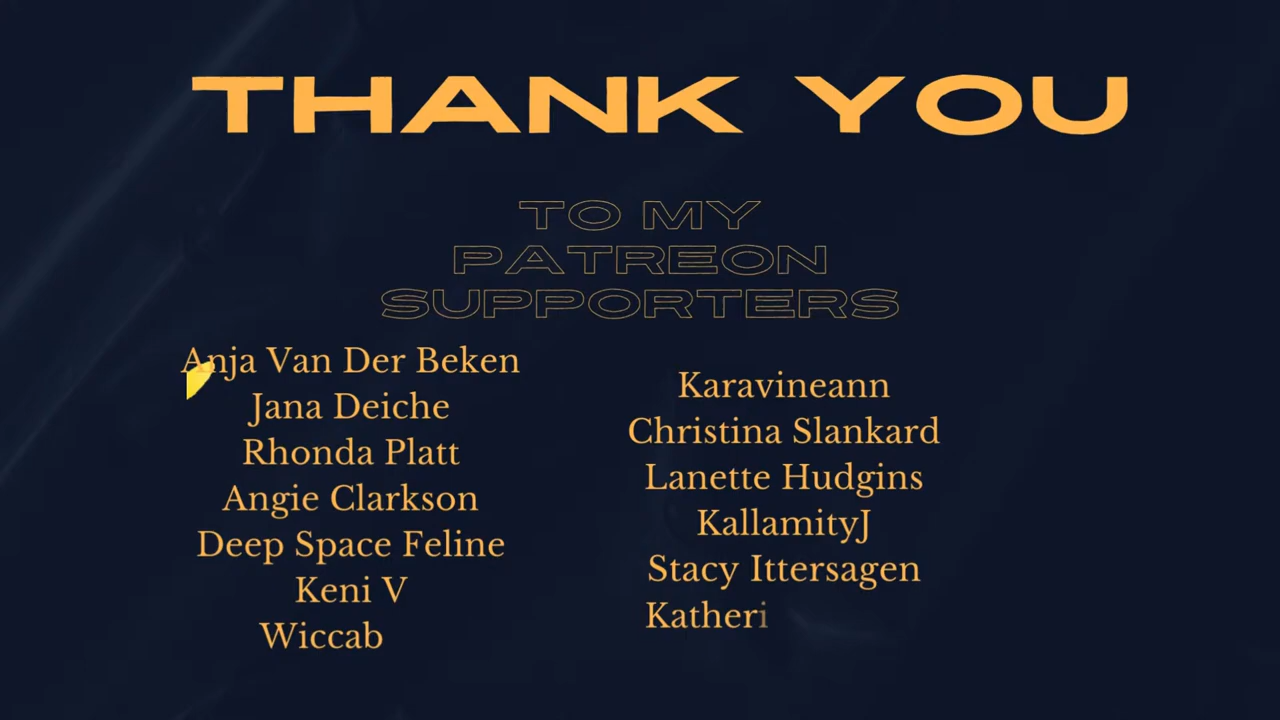 THANK YOU
TO MY
PATREON
SUPPORTERS
Anja Van Der Beken
Jana Deiche
Rhonda Platt
Angie Clarkson
Deep Space Feline
Keni V
Wiccab
Karavineann
Christina Slankard
Lanette Hudgins
KallamityJ
Stacy Ittersagen
Katheri